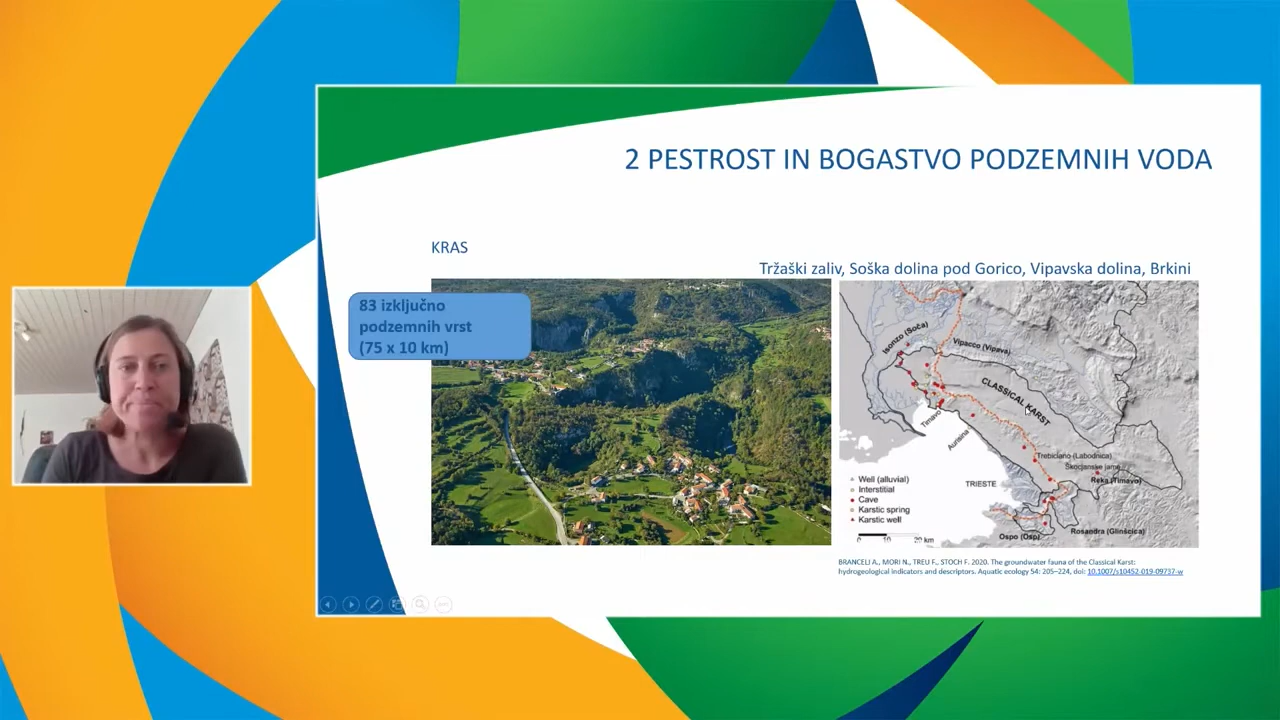 2 PESTROST IN BOGASTVO PODZEMNIH VODA
KRAS
Tržaški zaliv, Soška dolina pod Gorico, Vipavska dolina, Brkini
83 izključno
podzemnih vrst
(75 x 10 km)
Isonzo (Soča)
Vipacco (Vipava)
CLASSICAL KARST
Timavo
Aurisina
Trebiciano (Labodnica)
Škocjanske jame
Reka (Timavo)
TRIESTE
Well (alluvial)
Interstitial
Cave
Karstic spring
Karstic well
0 10 20 km
Ospo (Osp)
Rosandra (Glinščica)
BRANCELJ A., MORI N., TREU F., STOCH F. 2020. The groundwater fauna of the Classical Karst:
hydrogeological indicators and descriptors. Aquatic ecology 54: 205–224, doi: 10.1007/s10452-019-09737-w